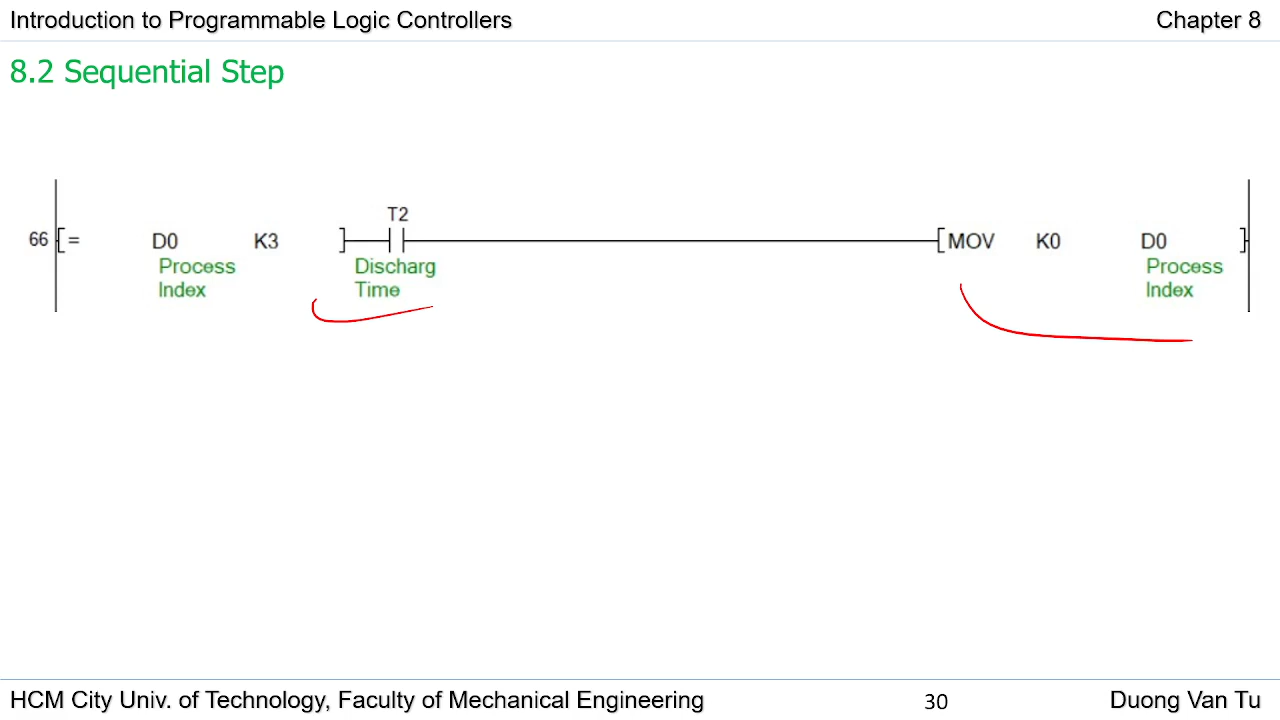 Introduction to Programmable Logic Controllers Chapter 8
8.2 Sequential Step
T2
66 [= D0 K3 ] [MOV K0 D0 ]
Process Discharg Process
Index Time Index
HCM City Univ. of Technology, Faculty of Mechanical Engineering 30 Duong Van Tu